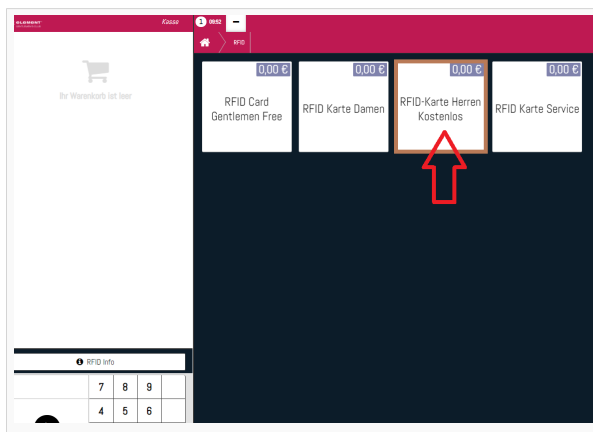 ELEMENT
Kasse
Ihr Warenkorb ist leer
1 09:52 –
RFID
0,00 €
RFID Card
Gentlemen Free
0,00 €
RFID Karte Damen
0,00 €
RFID-Karte Herren
Kostenlos
0,00 €
RFID Karte Service
RFID Info
7 8 9
4 5 6